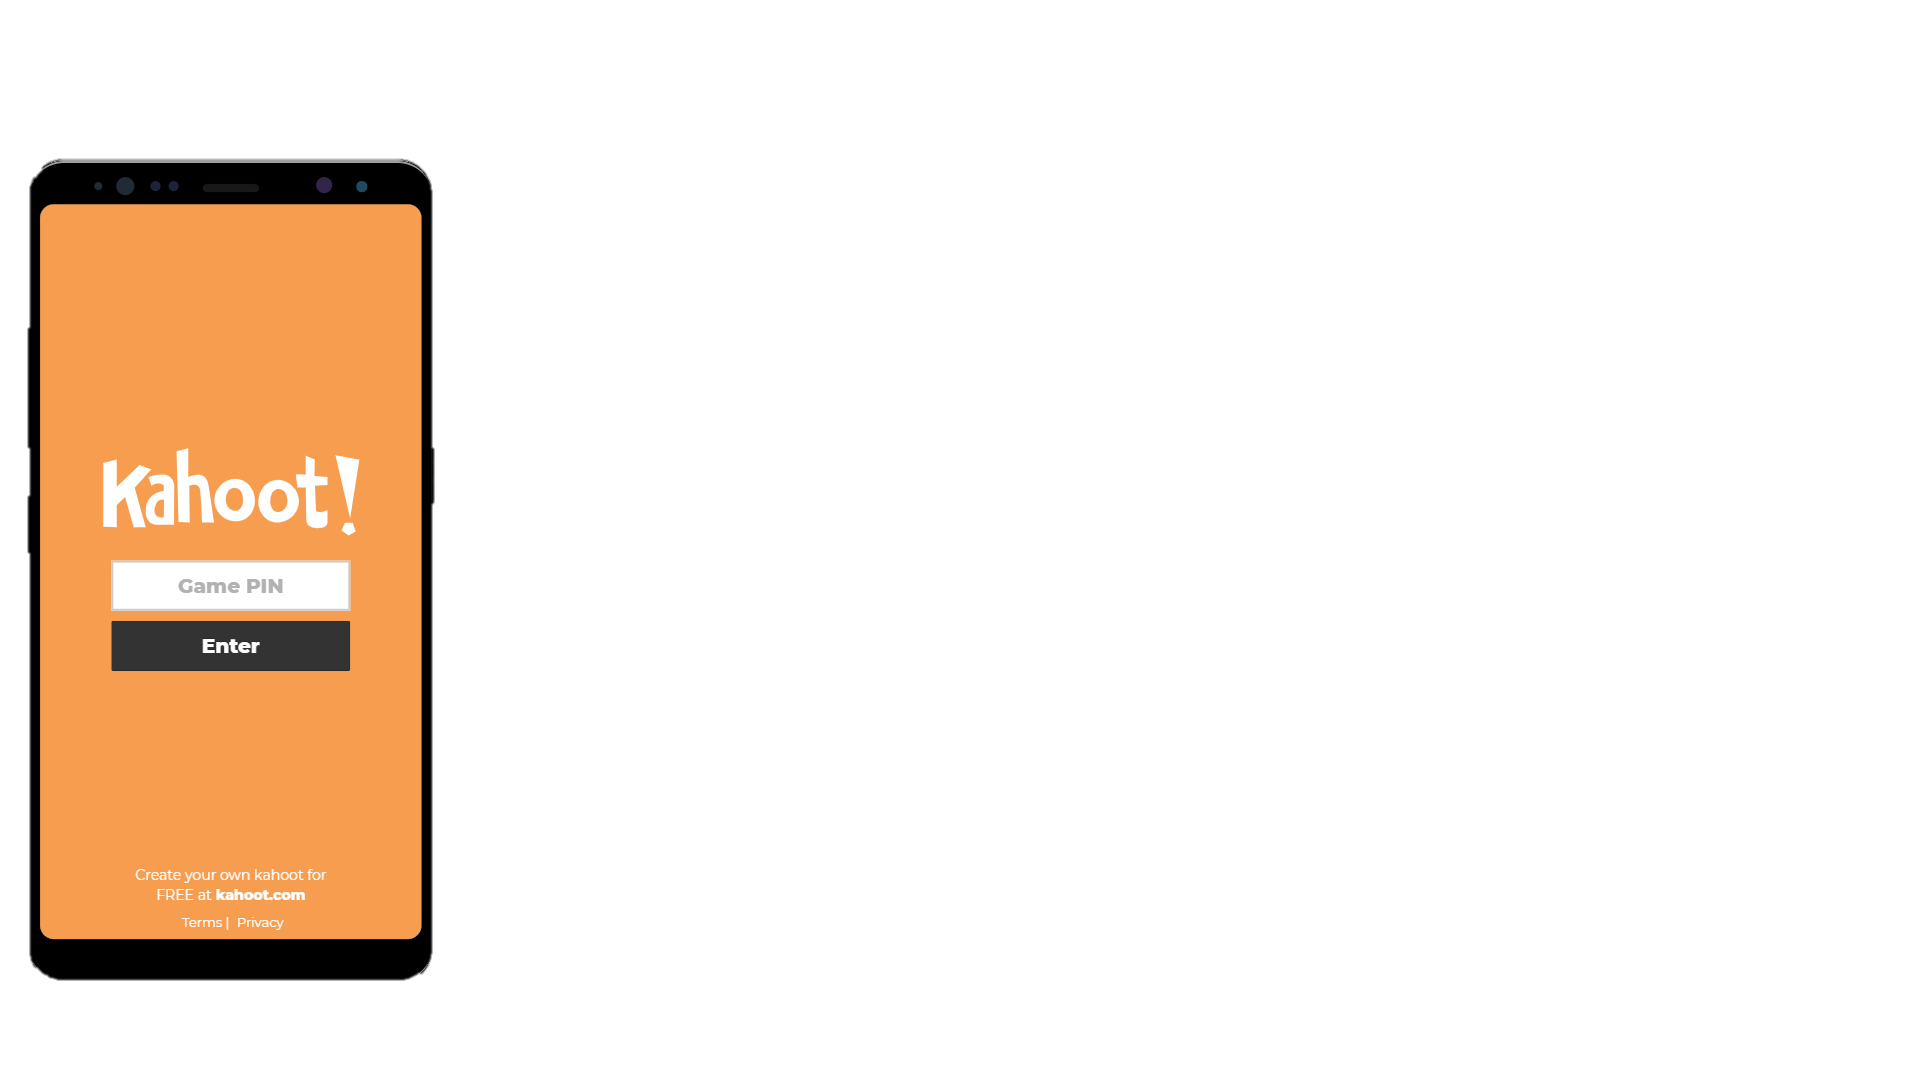 Kahoot!
Game PIN
Enter
Create your own kahoot for
FREE at kahoot.com
Terms | Privacy